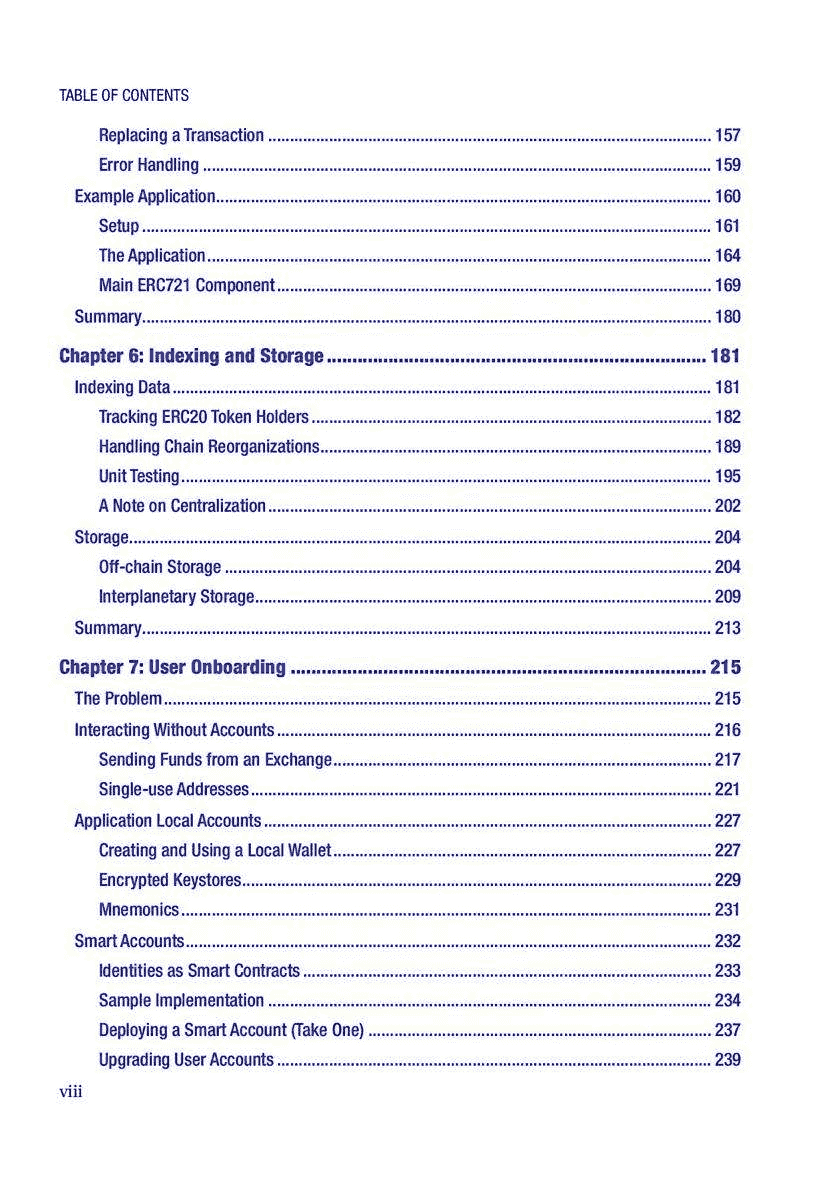 TABLE OF CONTENTS
Replacing a Transaction ........................................ 157
Error Handling ........................................ 159
Example Application........................................ 160
Setup ........................................ 161
The Application........................................ 164
Main ERC721 Component........................................ 169
Summary........................................ 180
Chapter 6: Indexing and Storage........................................ 181
Indexing Data........................................ 181
Tracking ERC20 Token Holders........................................ 182
Handling Chain Reorganizations........................................ 189
Unit Testing........................................ 195
A Note on Centralization........................................ 202
Storage........................................ 204
Off-chain Storage ........................................ 204
Interplanetary Storage........................................ 209
Summary........................................ 213
Chapter 7: User Onboarding ........................................ 215
The Problem........................................ 215
Interacting Without Accounts........................................ 216
Sending Funds from an Exchange........................................ 217
Single-use Addresses........................................ 221
Application Local Accounts........................................ 227
Creating and Using a Local Wallet........................................ 227
Encrypted Keystores........................................ 229
Mnemonics........................................ 231
Smart Accounts........................................ 232
Identities as Smart Contracts ........................................ 233
Sample Implementation ........................................ 234
Deploying a Smart Account (Take One) ........................................ 237
Upgrading User Accounts ........................................ 239
viii